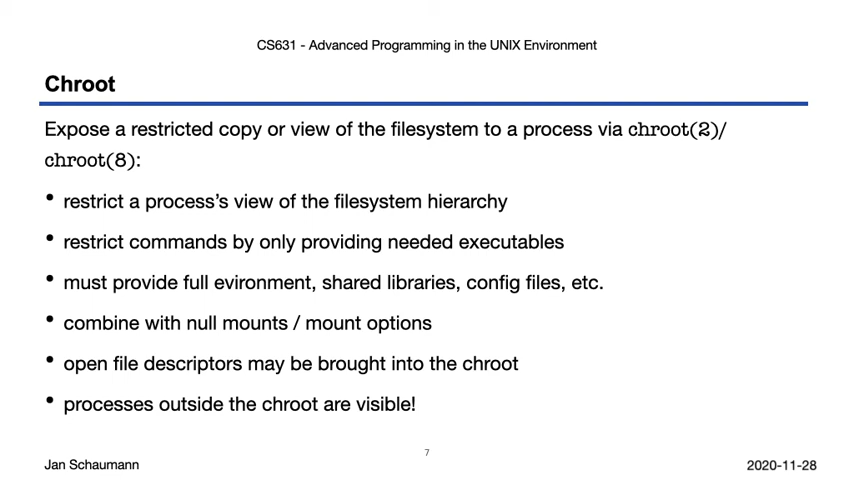 CS631 - Advanced Programming in the UNIX Environment
Chroot
Expose a restricted copy or view of the filesystem to a process via chroot(2)/
chroot(8):
• restrict a process's view of the filesystem hierarchy
• restrict commands by only providing needed executables
• must provide full evironment, shared libraries, config files, etc.
• combine with null mounts / mount options
• open file descriptors may be brought into the chroot
• processes outside the chroot are visible!
7
Jan Schaumann
2020-11-28